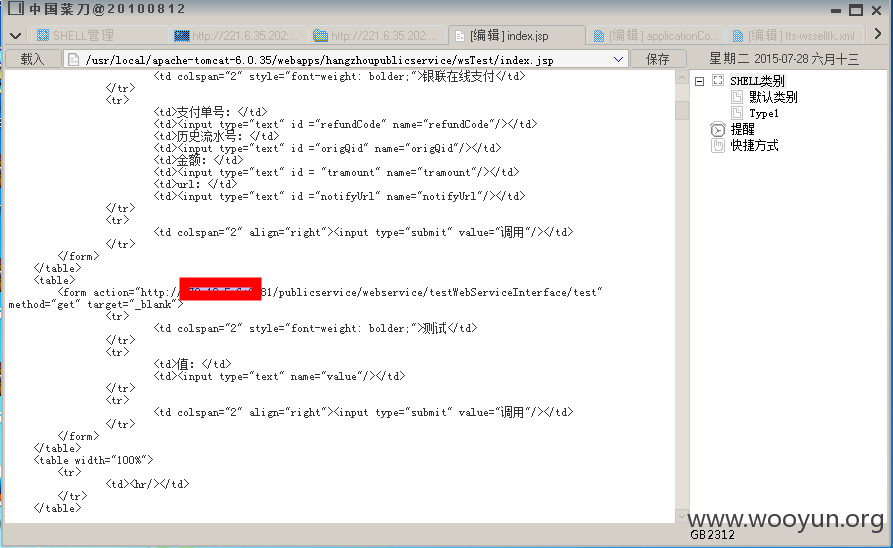 中国菜刀@20100812
SHELL管理
http://221.6.35.202:...
http://221.6.35.202:...
[编辑] index.jsp
[编辑] applicationCo...
[编辑] tts-wsselltk.xml
载入
/usr/local/apache-tomcat-6.0.35/webapps/hangzhoupublicservice/wsTest/index.jsp
保存
星期二 2015-07-28 六月十三
<td colspan="2" style="font-weight: bolder;">银联在线支付</td>
</tr>
<tr>
<td>支付单号：</td>
<td><input type="text" id ="refundCode" name="refundCode"/></td>
<td>历史流水号：</td>
<td><input type="text" id ="origQid" name="origQid"/></td>
<td>金额：</td>
<td><input type="text" id = "tramount" name="tramount"/></td>
<td>url：</td>
<td><input type="text" id ="notifyUrl" name="notifyUrl"/></td>
</tr>
<tr>
<td colspan="2" align="right"><input type="submit" value="调用"/></td>
</tr>
</form>
</table>
<table>
<form action="http://81/publicservice/webservice/testWebServiceInterface/test"
method="get" target="_blank">
<tr>
<td colspan="2" style="font-weight: bolder;">测试</td>
</tr>
<tr>
<td>值：</td>
<td><input type="text" name="value"/></td>
</tr>
<tr>
<td colspan="2" align="right"><input type="submit" value="调用"/></td>
</tr>
</form>
</table>
<table width="100%">
<tr>
<td><hr/></td>
</tr>
</table>
SHELL类别
默认类别
Type1
提醒
快捷方式
www.wooyun.org
GB2312